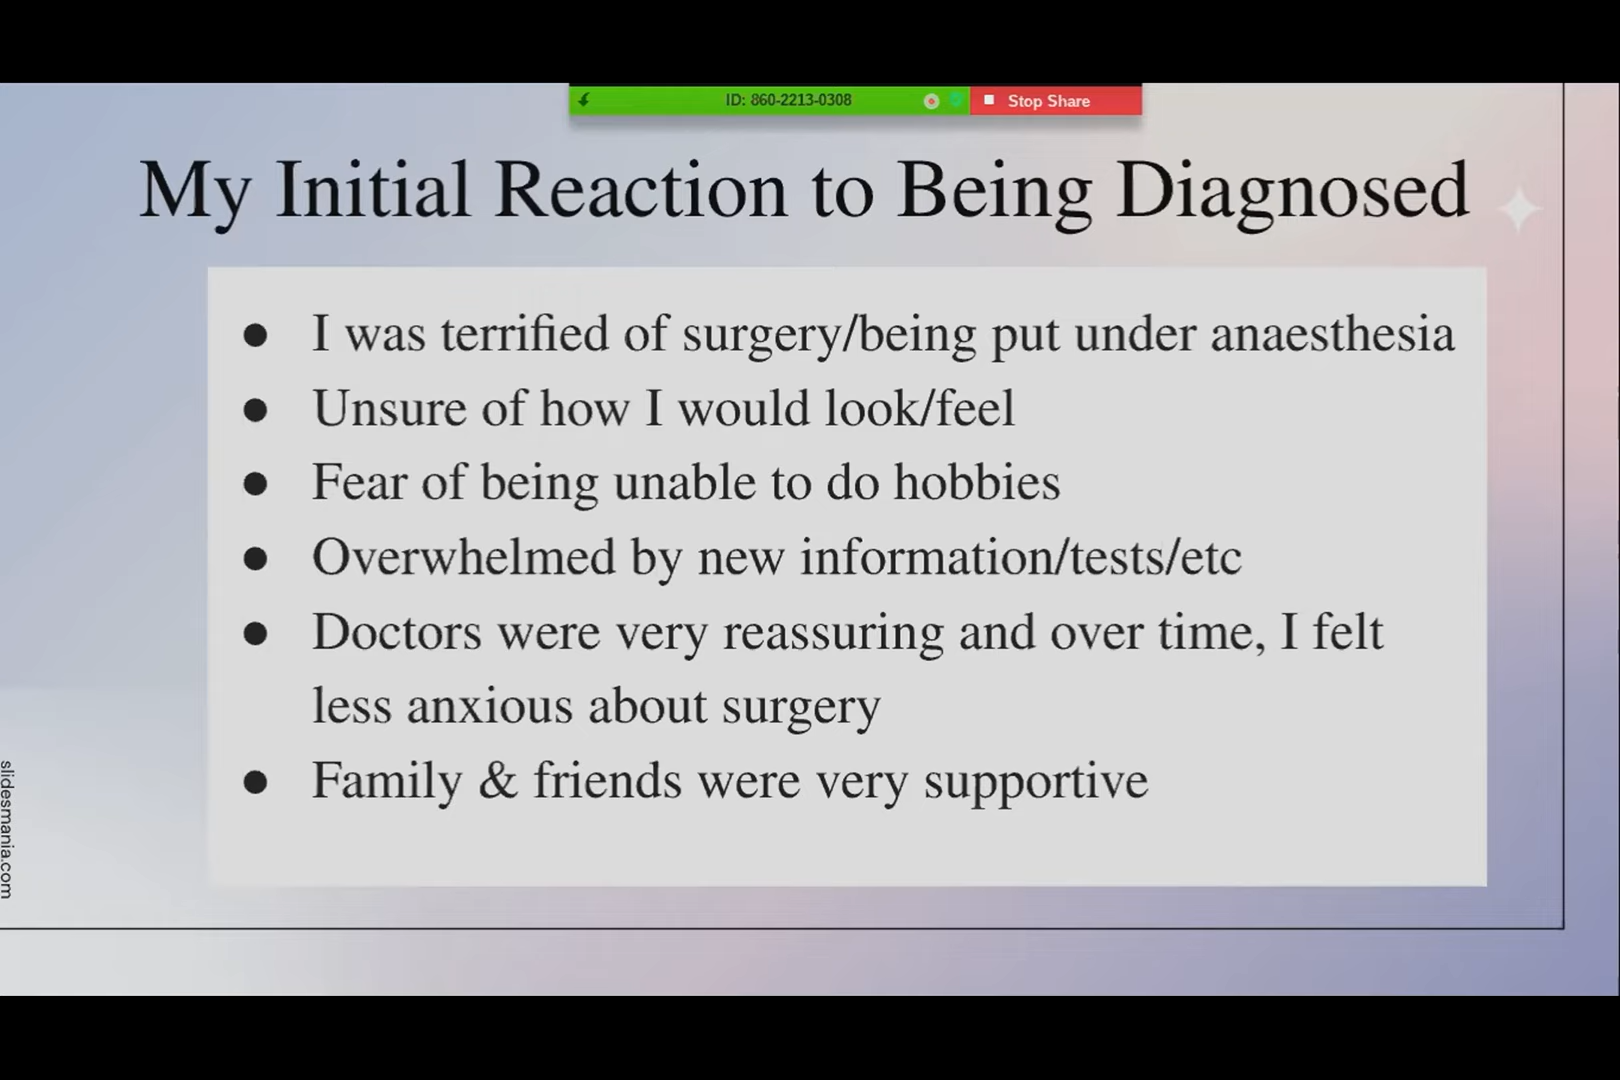 ID: 860-2213-0308
Stop Share
My Initial Reaction to Being Diagnosed
● I was terrified of surgery/being put under anaesthesia
● Unsure of how I would look/feel
● Fear of being unable to do hobbies
● Overwhelmed by new information/tests/etc
● Doctors were very reassuring and over time, I felt
less anxious about surgery
● Family & friends were very supportive
slidesmania.com